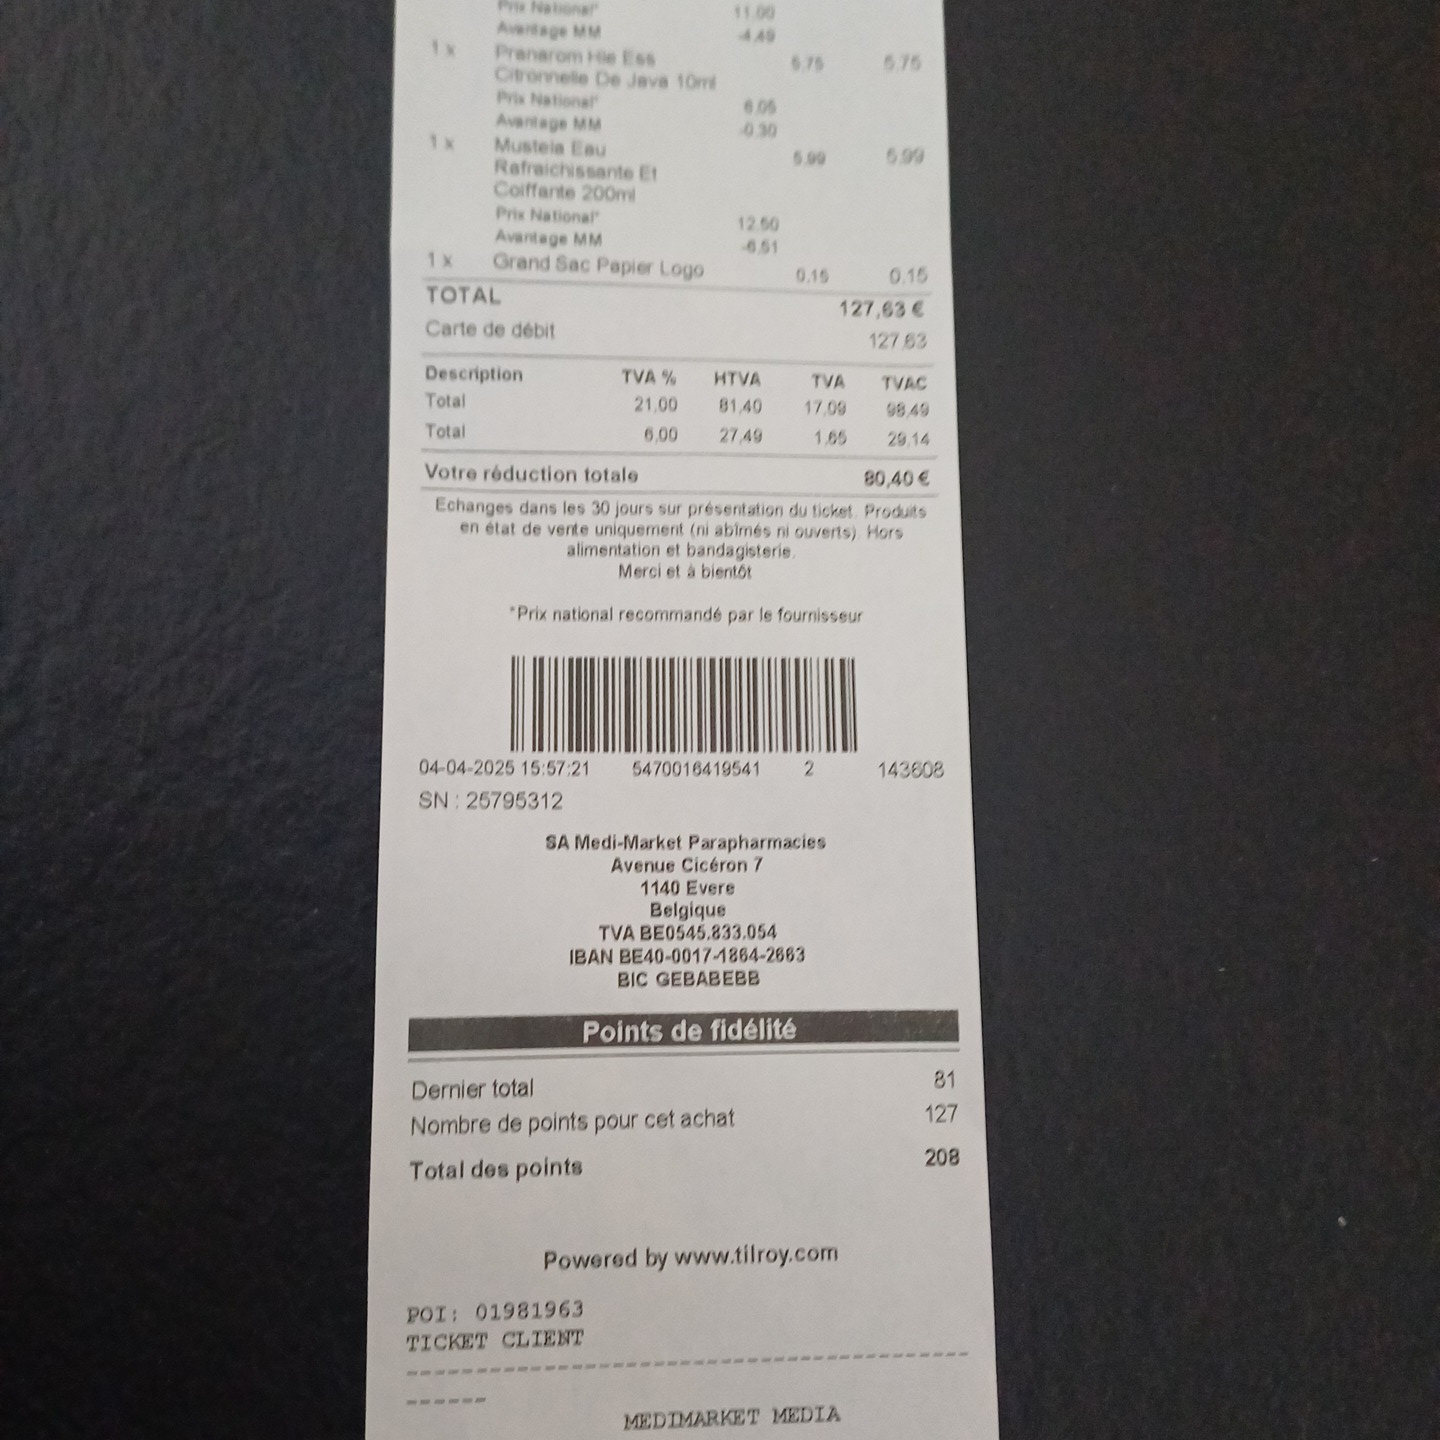 Prix National* 11.00
Avantage MM -4.49
1 x Pranarom Hle Ess 5.75 5.75
Citronnelle De Java 10ml
Prix National* 6.05
Avantage MM -0.30
1 x Mustela Eau 5.99 5.99
Rafraichissante Et
Coiffante 200ml
Prix National* 12.50
Avantage MM -6.51
1 x Grand Sac Papier Logo 0.15 0.15
TOTAL 127,63 €
Carte de débit 127.63
Description TVA % HTVA TVA TVAC
Total 21.00 81.40 17.09 98.49
Total 6.00 27.49 1.65 29.14
Votre réduction totale 80,40 €
Echanges dans les 30 jours sur présentation du ticket. Produits
en état de vente uniquement (ni abîmés ni ouverts). Hors
alimentation et bandagisterie.
Merci et à bientôt
*Prix national recommandé par le fournisseur
04-04-2025 15:57:21 5470016419541 2 143608
SN : 25795312
SA Medi-Market Parapharmacies
Avenue Cicéron 7
1140 Evere
Belgique
TVA BE0545.833.054
IBAN BE40-0017-1864-2663
BIC GEBABEBB
Points de fidélité
Dernier total 81
Nombre de points pour cet achat 127
Total des points 208
Powered by www.tilroy.com
POI: 01981963
TICKET CLIENT
--------------------------------------
------
MEDIMARKET MEDIA